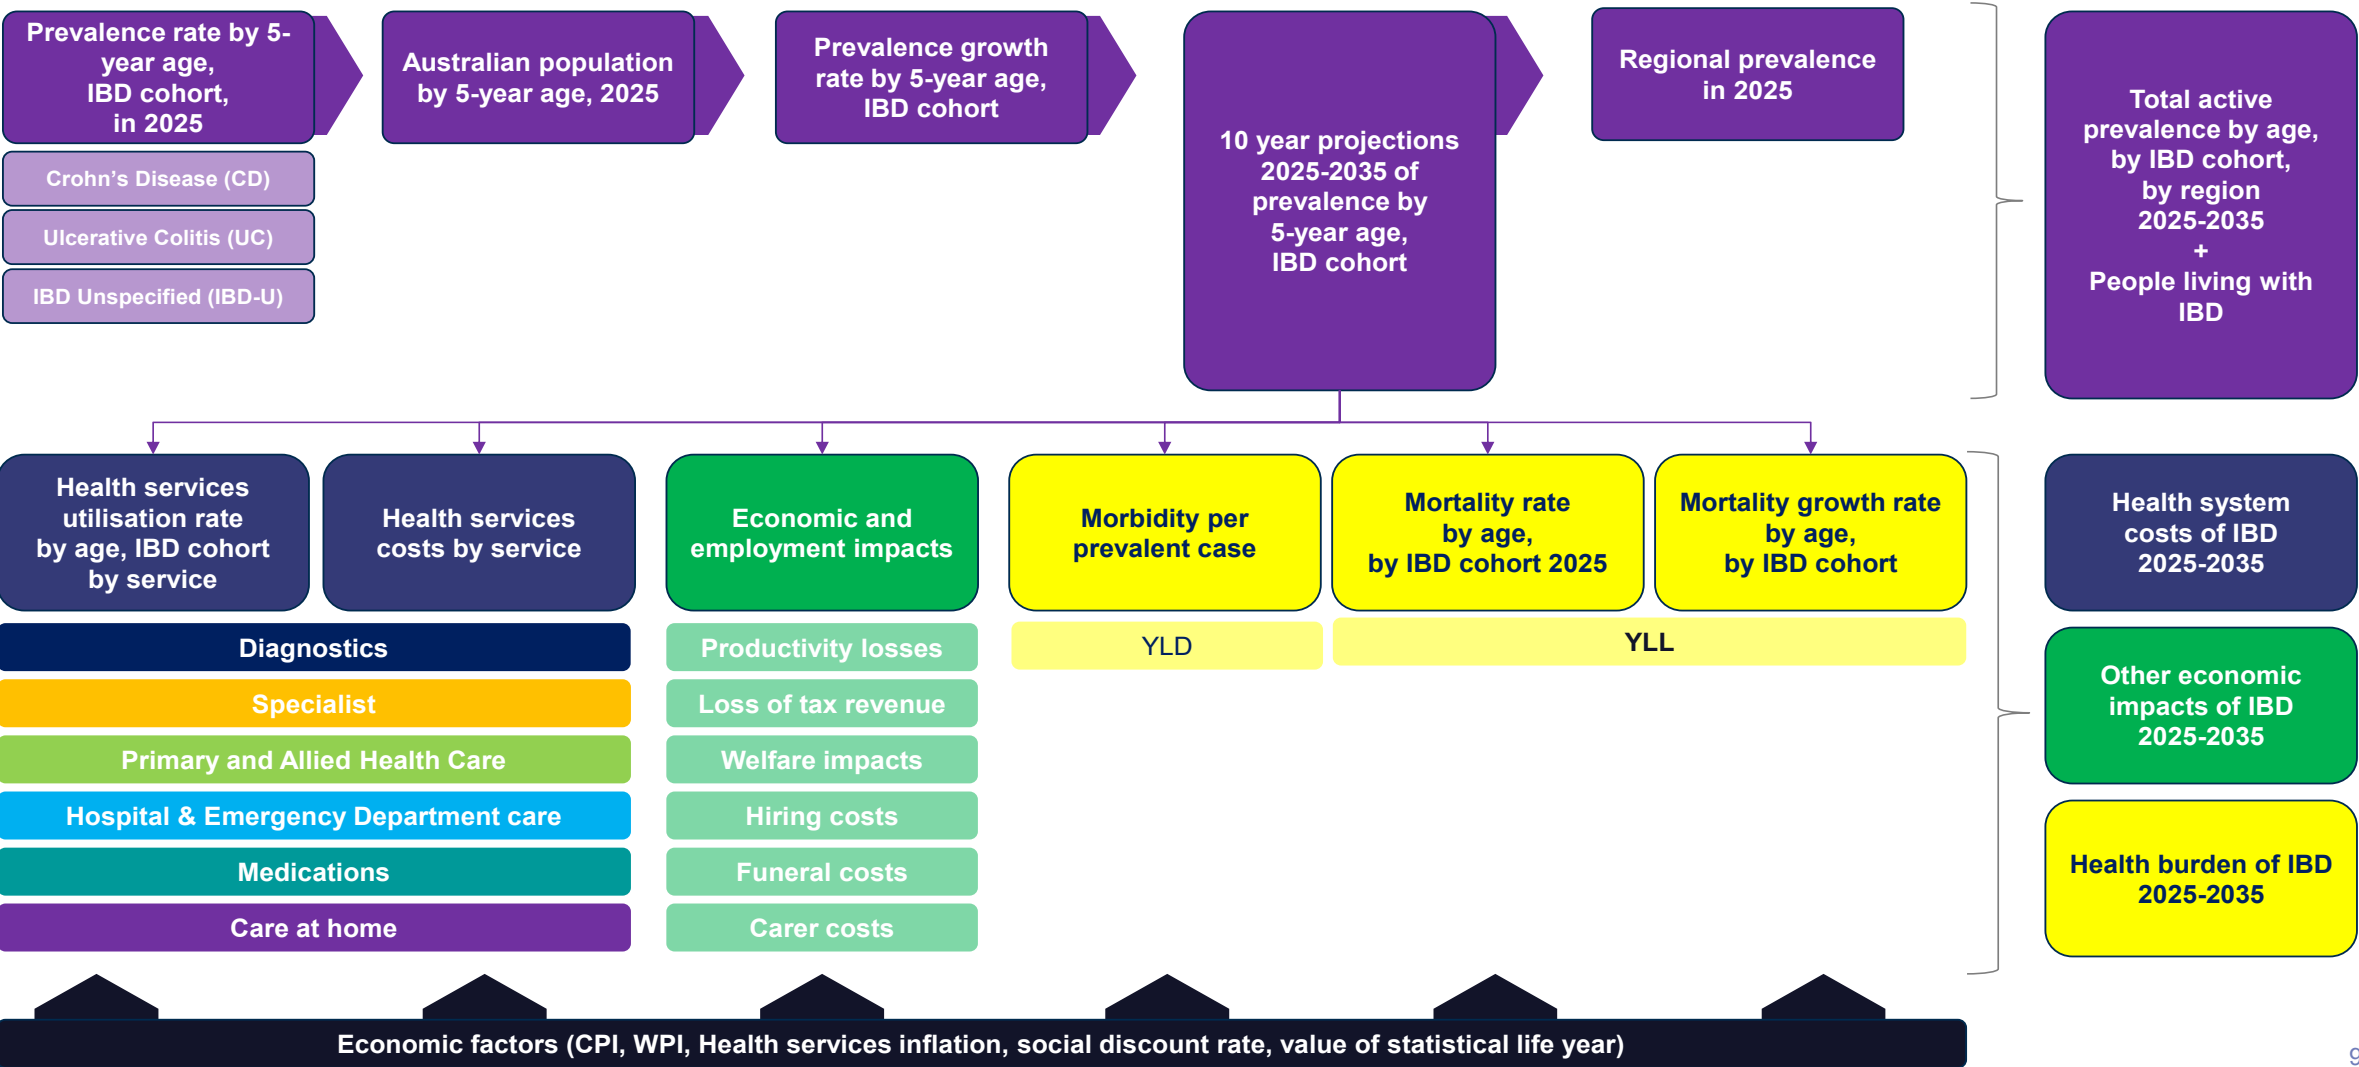 Prevalence rate by 5-
year age,
IBD cohort,
in 2025
Crohn's Disease (CD)
Ulcerative Colitis (UC)
IBD Unspecified (IBD-U)
Australian population
by 5-year age, 2025
Prevalence growth
rate by 5-year age,
IBD cohort
10 year projections
2025-2035 of
prevalence by
5-year age,
IBD cohort
Regional prevalence
in 2025
Total active
prevalence by age,
by IBD cohort,
by region
2025-2035
+
People living with
IBD
Health services
utilisation rate
by age, IBD cohort
by service
Health services
costs by service
Economic and
employment impacts
Morbidity per
prevalent case
Mortality rate
by age,
by IBD cohort 2025
Mortality growth rate
by age,
by IBD cohort
Diagnostics
Specialist
Primary and Allied Health Care
Hospital & Emergency Department care
Medications
Care at home
Productivity losses
Loss of tax revenue
Welfare impacts
Hiring costs
Funeral costs
Carer costs
YLD
YLL
Health system
costs of IBD
2025-2035
Other economic
impacts of IBD
2025-2035
Health burden of IBD
2025-2035
Economic factors (CPI, WPI, Health services inflation, social discount rate, value of statistical life year)
9